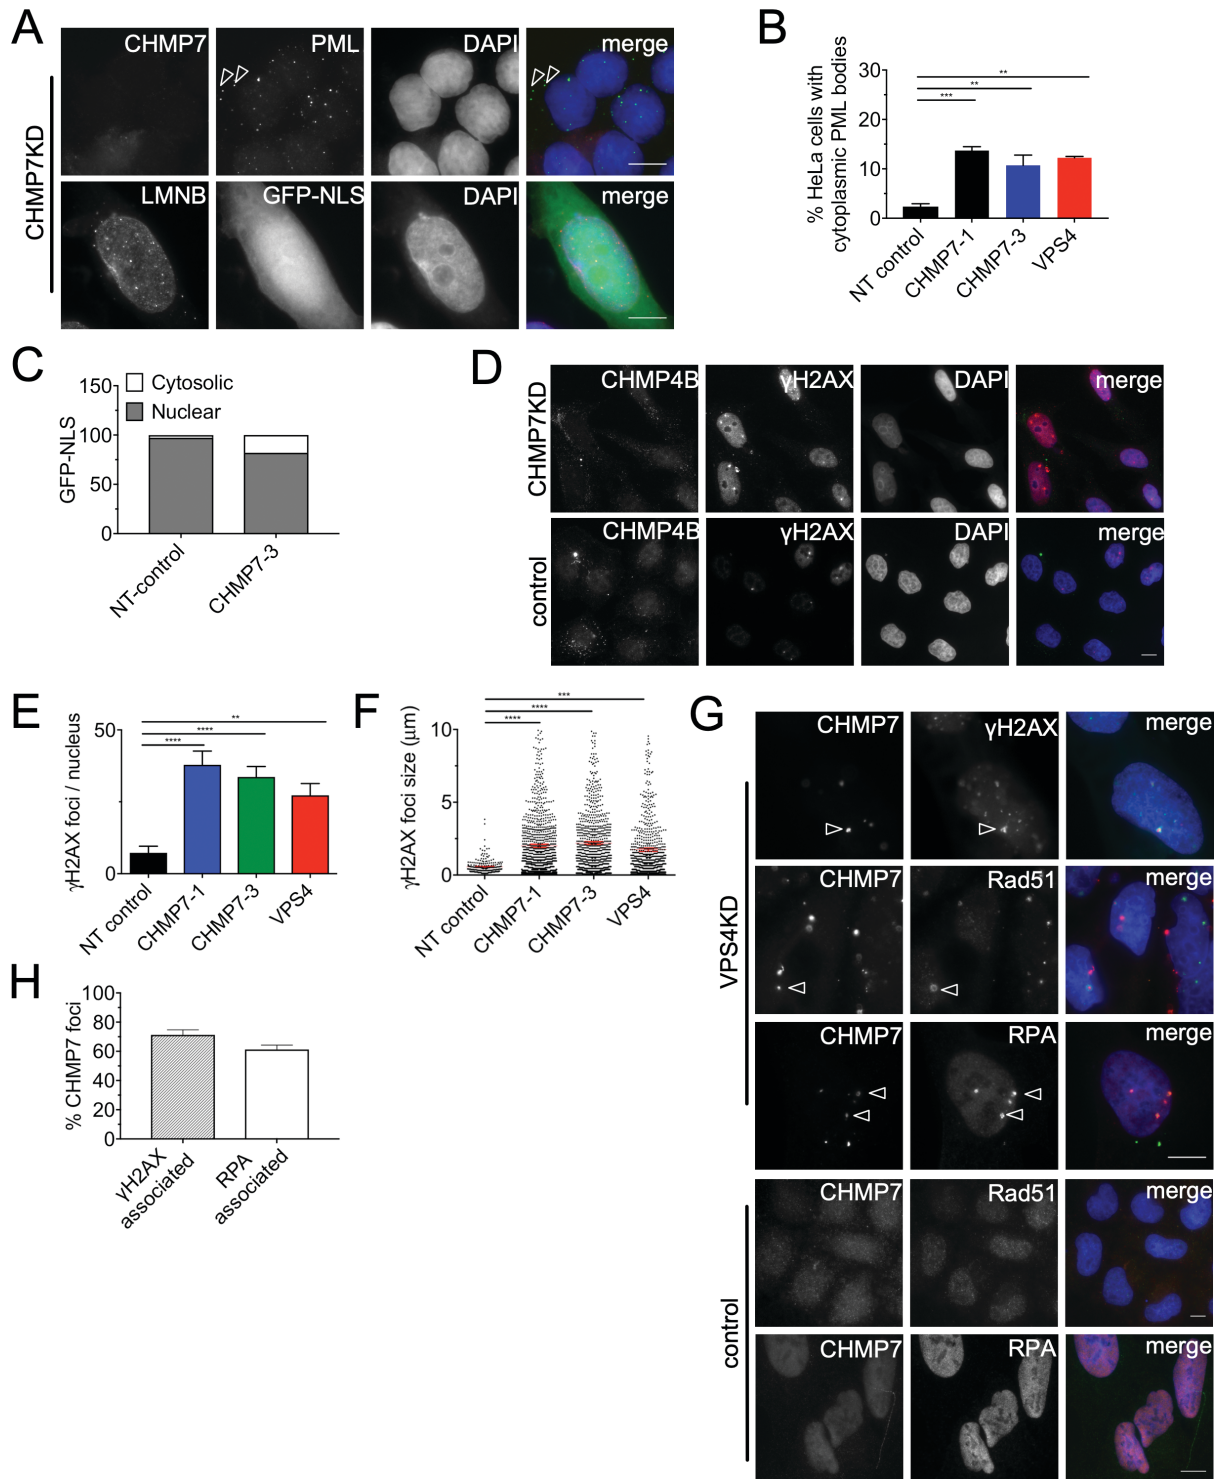 A
CHMP7 PML DAPI merge
CHMP7KD
LMNB GFP-NLS DAPI merge
B
% HeLa cells with
cytoplasmic PML bodies
30
20
10
0
**
**
***
NT control
CHMP7-1
CHMP7-3
VPS4
C
GFP-NLS
150
100
50
0
Cytosolic
Nuclear
NT-control
CHMP7-3
D
CHMP7KD
CHMP4B γH2AX DAPI merge
control
CHMP4B γH2AX DAPI merge
E
γH2AX foci / nucleus
50
0
**
****
****
NT control
CHMP7-1
CHMP7-3
VPS4
F
γH2AX foci size (μm)
10
5
0
***
****
****
NT control
CHMP7-1
CHMP7-3
VPS4
G
VPS4KD
CHMP7 γH2AX merge
CHMP7 Rad51 merge
CHMP7 RPA merge
control
CHMP7 Rad51 merge
CHMP7 RPA merge
H
% CHMP7 foci
100
80
60
40
20
0
γH2AX
associated
RPA
associated